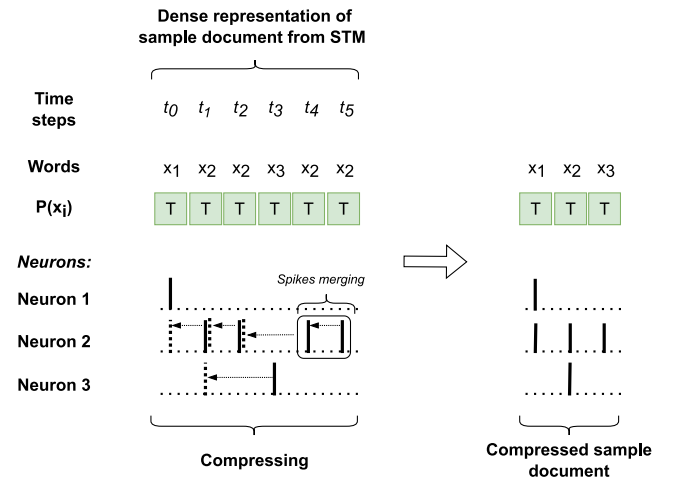 Dense representation of
sample document from STM
Time
steps
t0 t1 t2 t3 t4 t5
Words
x1 x2 x2 x3 x2 x2
x1 x2 x3
P(xi)
T T T T T T
T T T
Neurons:
Spikes merging
Neuron 1
Neuron 2
Neuron 3
Compressing
Compressed sample
document